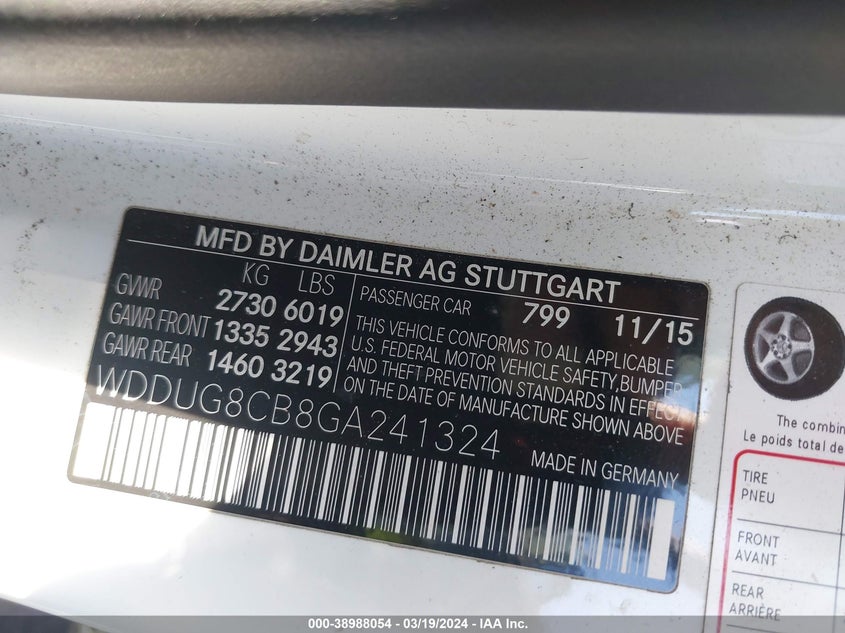 MFD BY DAIMLER AG STUTTGART
KG LBS
GVWR 2730 6019
GAWR FRONT 1335 2943
GAWR REAR 1460 3219
PASSENGER CAR 799 11/15
THIS VEHICLE CONFORMS TO ALL APPLICABLE
U.S. FEDERAL MOTOR VEHICLE SAFETY, BUMPER
AND THEFT PREVENTION STANDARDS IN EFFECT
ON THE DATE OF MANUFACTURE SHOWN ABOVE
WDDUG8CB8GA241324
MADE IN GERMANY
The combin
Le poids total de
TIRE
PNEU
FRONT
AVANT
REAR
ARRIÈRE
000-38988054 - 03/19/2024 - IAA Inc.